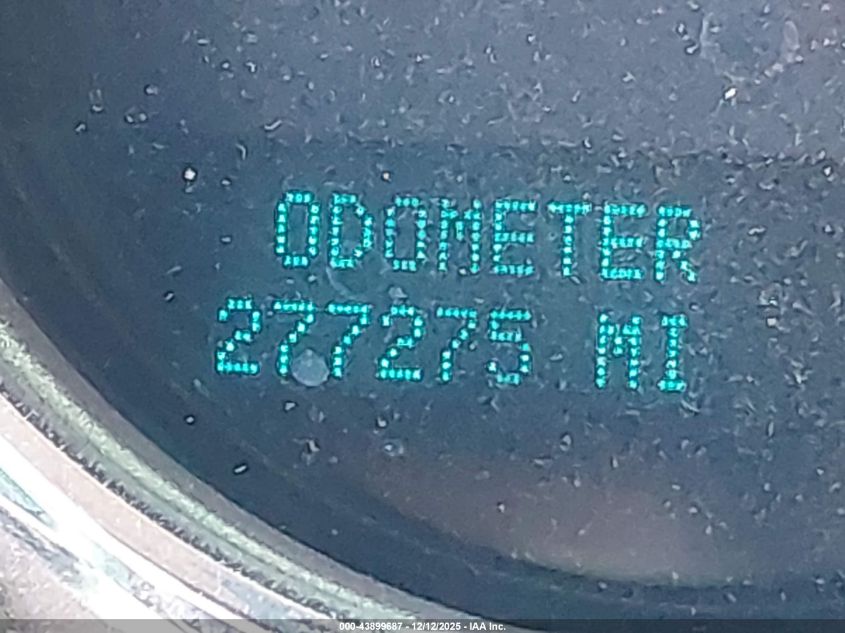 ODOMETER
277275 MI
000-43899687 - 12/12/2025 - IAA Inc.